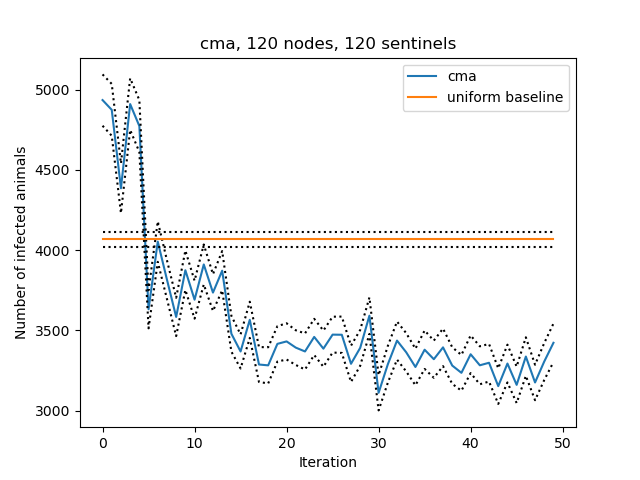 cma, 120 nodes, 120 sentinels
cma
uniform baseline
Number of infected animals
5000
4500
4000
3500
3000
0 10 20 30 40 50
Iteration